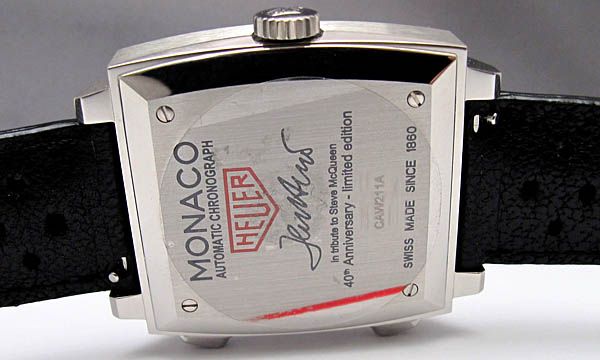 MONACO
AUTOMATIC CHRONOGRAPH
HEUER
In tribute to Steve McQueen
40th Anniversary - limited edition
CAW211A
SWISS MADE SINCE 1860